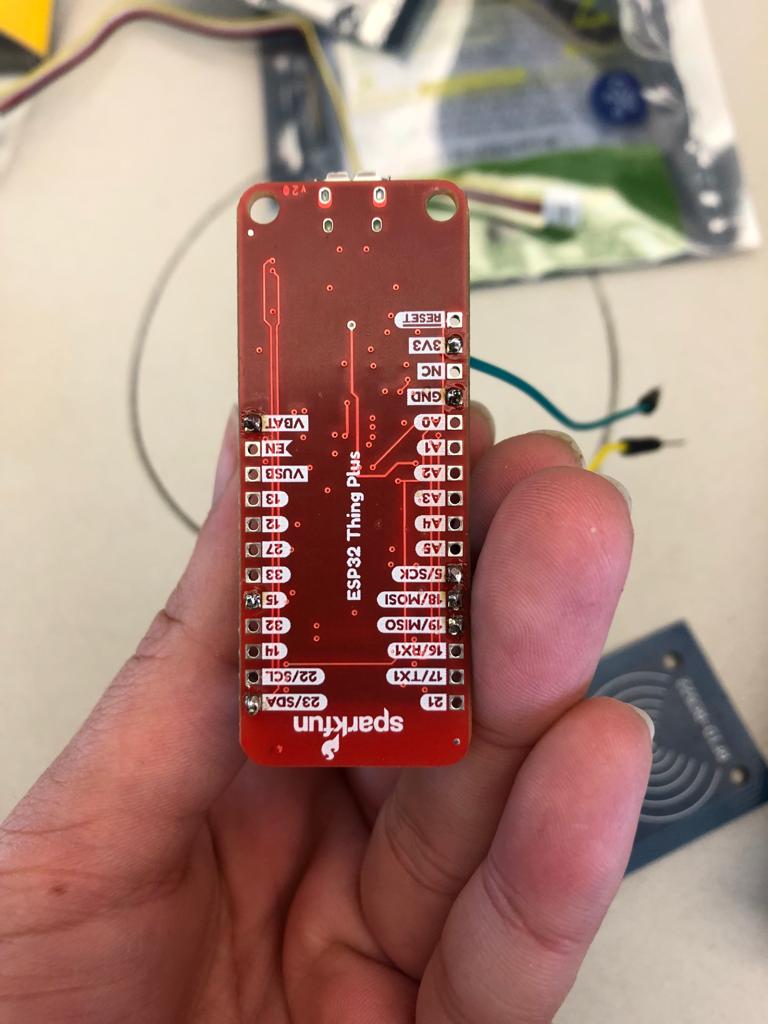 v20
RESET
3V3
NC
GND
A0
A1
A2
A3
A4
A5
5/SCK
18/MOSI
19/MISO
16/RX1
17/TX1
21
VBAT
EN
VUSB
13
12
27
33
15
32
14
22/SCL
23/SDA
ESP32 Thing Plus
sparkfun